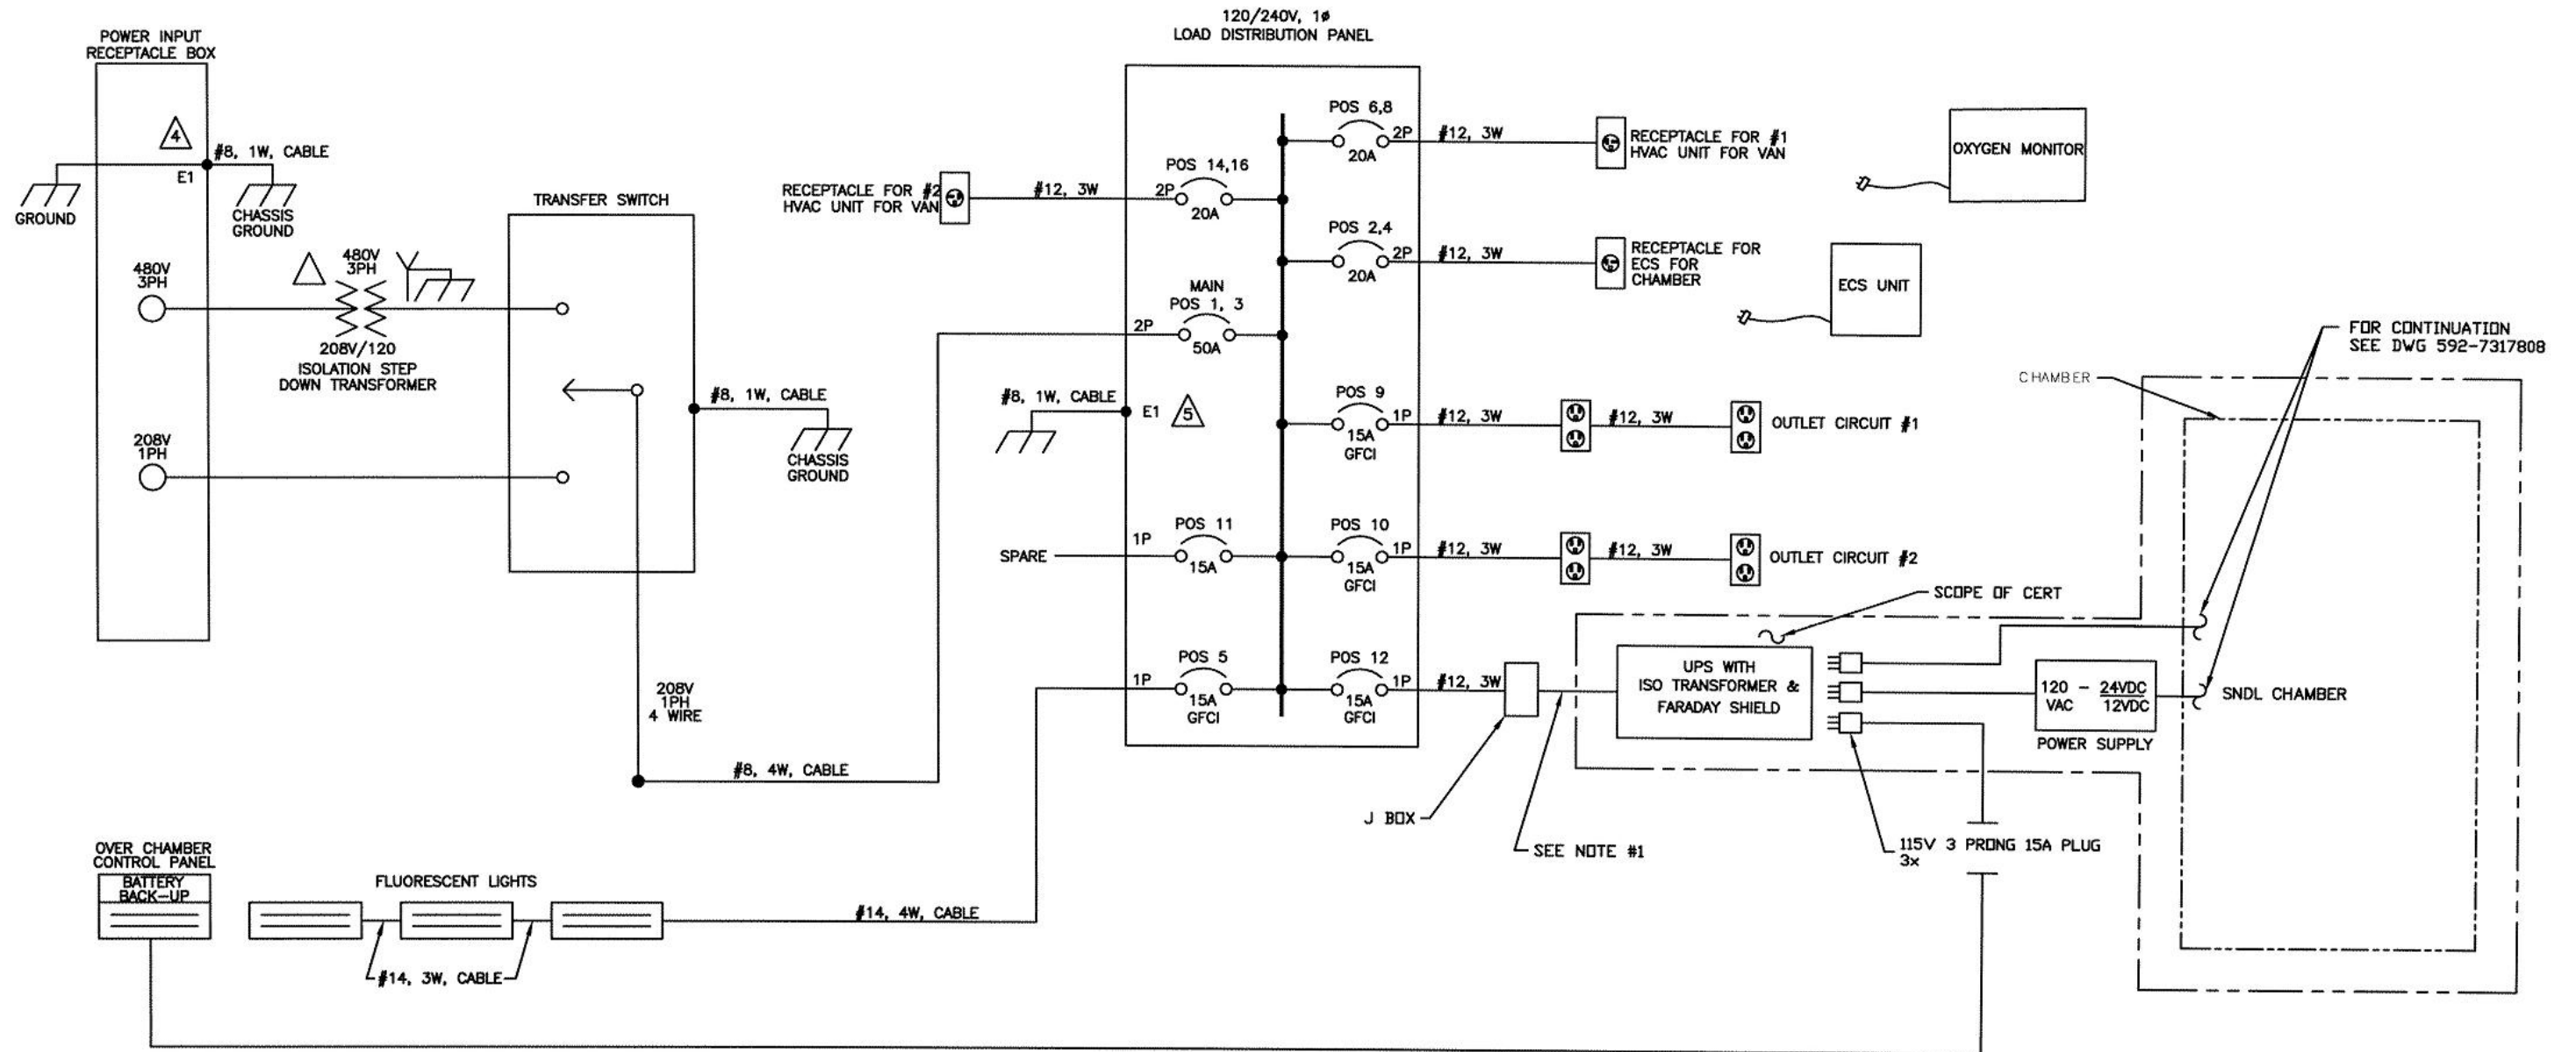 120/240V, 1ø
LOAD DISTRIBUTION PANEL
POWER INPUT
RECEPTACLE BOX
4
#8, 1W, CABLE
E1
GROUND
CHASSIS
GROUND
480V
3PH
480V
3PH
208V/120
ISOLATION STEP
DOWN TRANSFORMER
208V
1PH
TRANSFER SWITCH
#8, 1W, CABLE
CHASSIS
GROUND
208V
1PH
4 WIRE
#8, 4W, CABLE
RECEPTACLE FOR #2
HVAC UNIT FOR VAN
#12, 3W
2P
POS 14,16
20A
MAIN
POS 1, 3
2P
50A
#8, 1W, CABLE
E1
5
SPARE
1P
POS 11
15A
1P
POS 5
15A
GFCI
POS 6,8
2P
20A
#12, 3W
RECEPTACLE FOR #1
HVAC UNIT FOR VAN
POS 2,4
2P
20A
#12, 3W
RECEPTACLE FOR
ECS FOR
CHAMBER
POS 9
1P
15A
GFCI
#12, 3W
#12, 3W
OUTLET CIRCUIT #1
POS 10
1P
15A
GFCI
#12, 3W
#12, 3W
OUTLET CIRCUIT #2
POS 12
1P
15A
GFCI
#12, 3W
J BOX
SEE NOTE #1
OXYGEN MONITOR
ECS UNIT
FOR CONTINUATION
SEE DWG 592-7317808
CHAMBER
SCOPE OF CERT
UPS WITH
ISO TRANSFORMER &
FARADAY SHIELD
120 - 24VDC
VAC 12VDC
POWER SUPPLY
SNDL CHAMBER
115V 3 PRONG 15A PLUG
3x
OVER CHAMBER
CONTROL PANEL
BATTERY
BACK-UP
FLUORESCENT LIGHTS
#14, 4W, CABLE
#14, 3W, CABLE